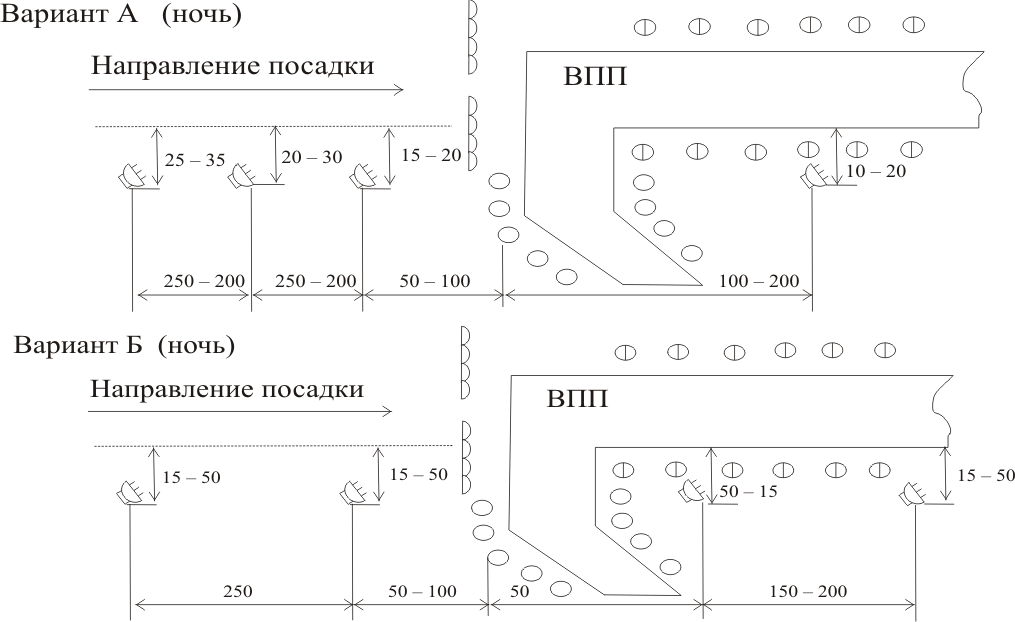 Вариант А (ночь)
Направление посадки
ВПП
25 – 35
20 – 30
15 – 20
10 – 20
250 – 200
250 – 200
50 – 100
100 – 200
Вариант Б (ночь)
Направление посадки
ВПП
15 – 50
15 – 50
50 – 15
15 – 50
250
50 – 100
50
150 – 200